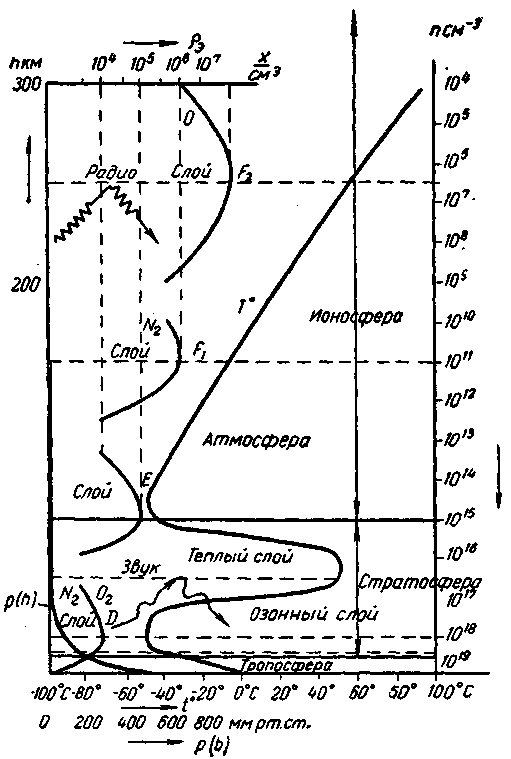 ρэ
x/см³
n см⁻³
h км
10⁴ 10⁵ 10⁶ 10⁷
300
10⁴
O
10⁵
Радио Слой F₂
10⁵
10⁷
10⁸
200
10⁵
T°
Ионосфера
10¹⁰
N₂
Слой F₁
10¹¹
10¹²
Атмосфера
10¹³
Слой E
10¹⁴
10¹⁵
Теплый слой
10¹⁶
Звук
Стратосфера
p(h) N₂ O₂
10¹⁷
Слой D
Озонный слой
10¹⁸
Тропосфера
10¹⁹
-100°C -80° -60° -40° -20° 0°C 20° 40° 60° 80° 100°C
t°
0 200 400 600 800 мм рт.ст.
p(b)